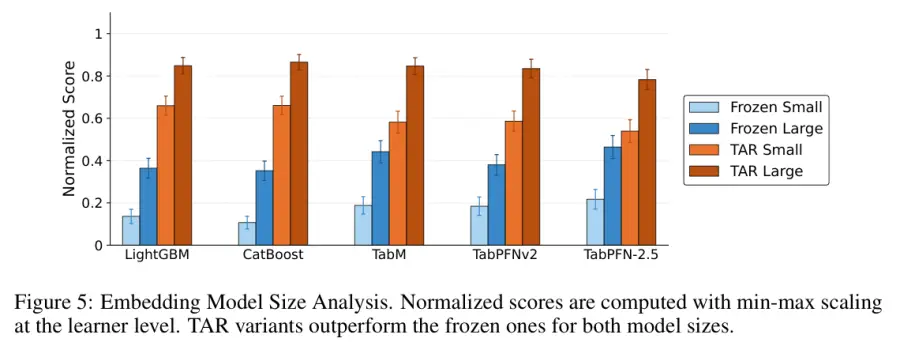 1
0.8
0.6
0.4
0.2
0
Normalized Score
LightGBM CatBoost TabM TabPFNv2 TabPFN-2.5
Frozen Small
Frozen Large
TAR Small
TAR Large
Figure 5: Embedding Model Size Analysis. Normalized scores are computed with min-max scaling
at the learner level. TAR variants outperform the frozen ones for both model sizes.